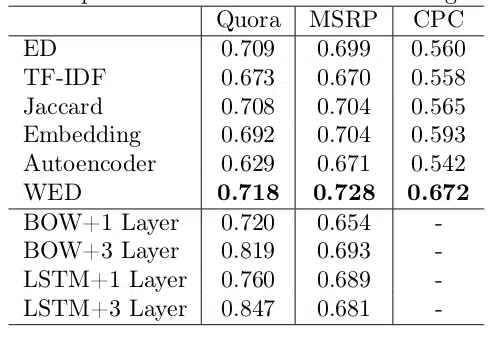 Quora MSRP CPC
ED 0.709 0.699 0.560
TF-IDF 0.673 0.670 0.558
Jaccard 0.708 0.704 0.565
Embedding 0.692 0.704 0.593
Autoencoder 0.629 0.671 0.542
WED 0.718 0.728 0.672
BOW+1 Layer 0.720 0.654 -
BOW+3 Layer 0.819 0.693 -
LSTM+1 Layer 0.760 0.689 -
LSTM+3 Layer 0.847 0.681 -